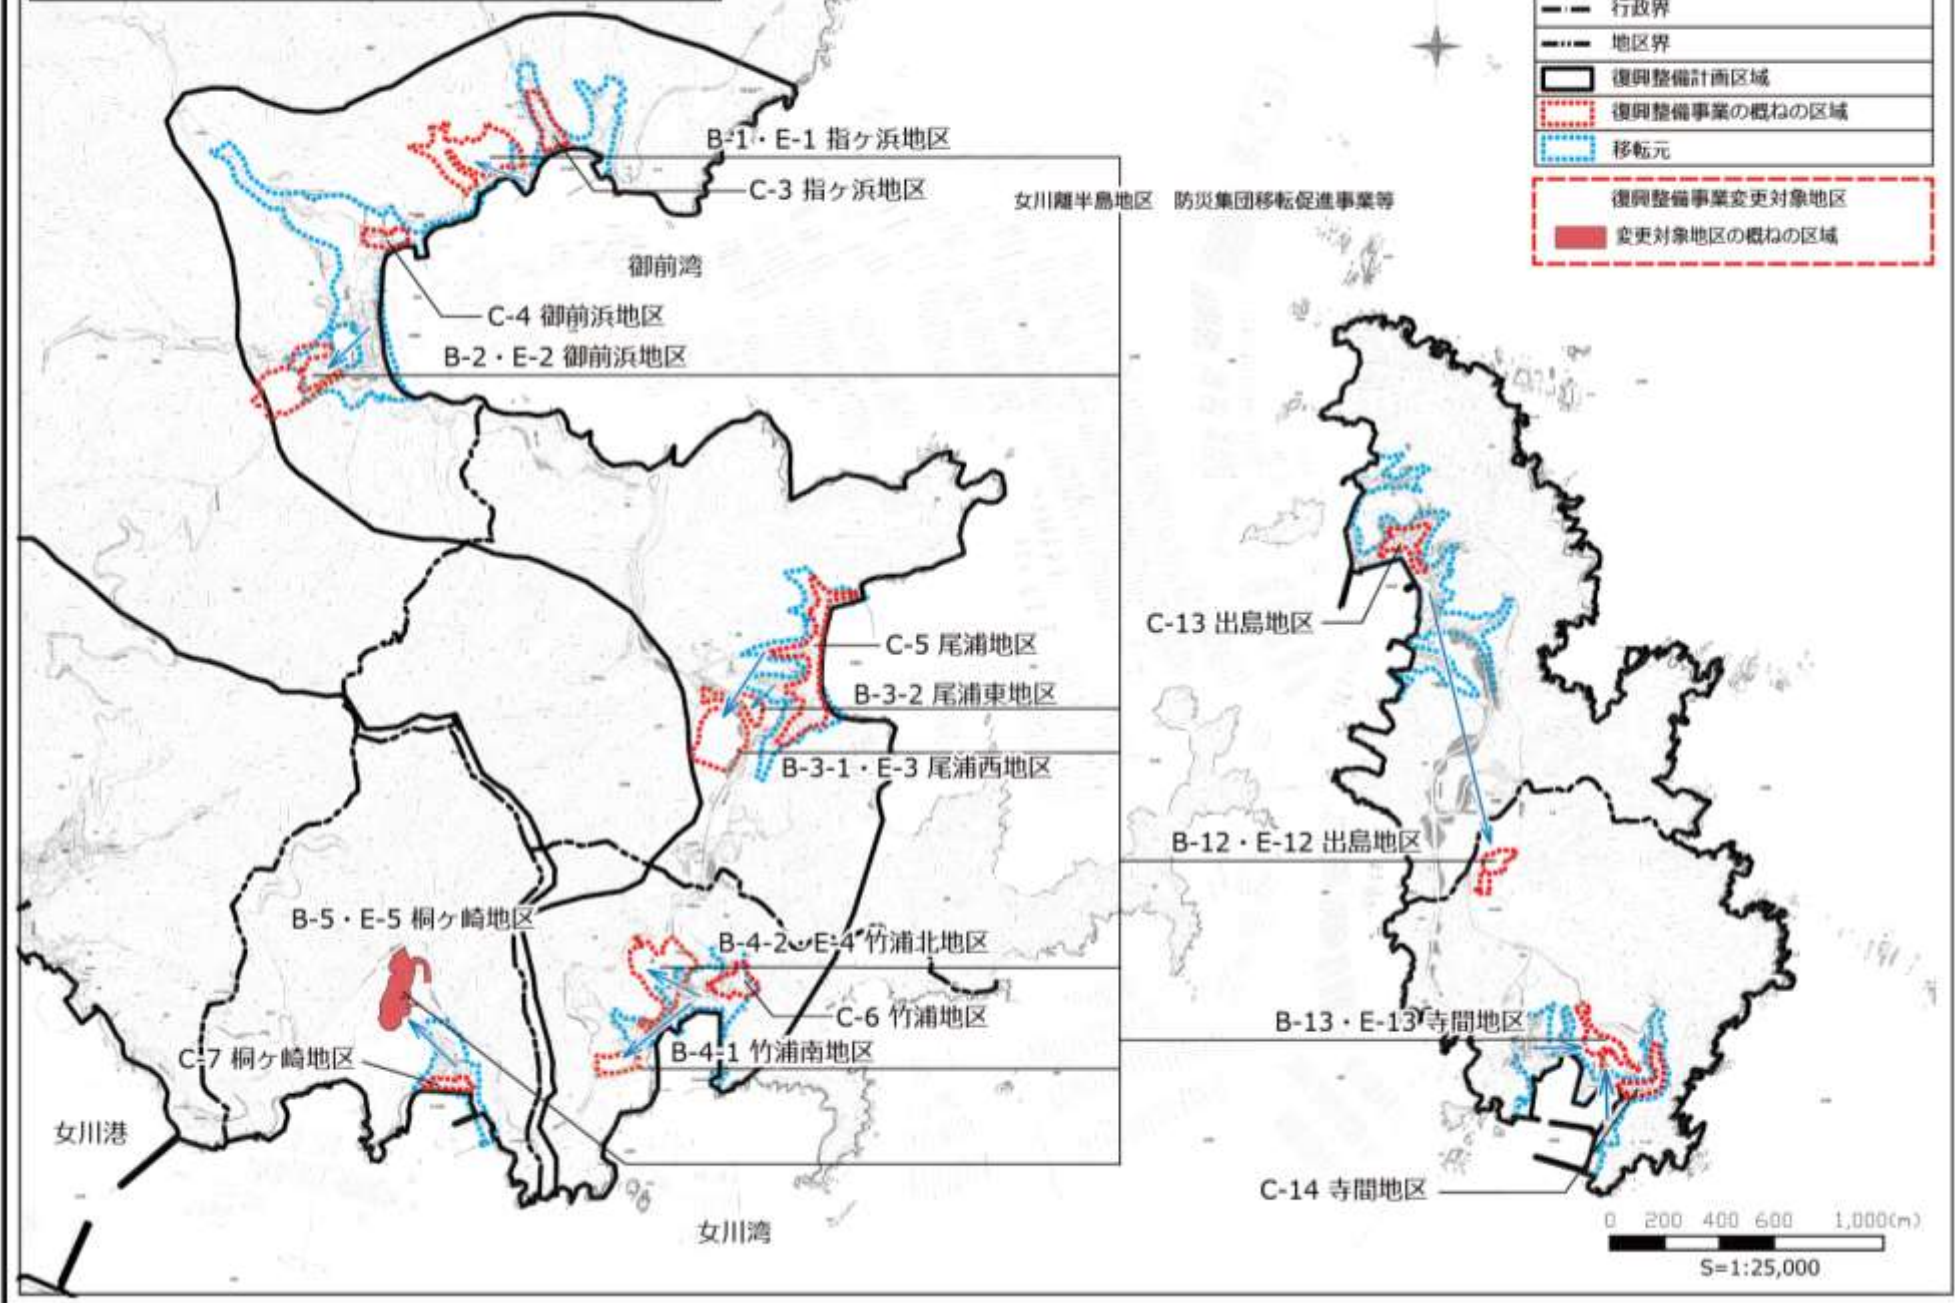 行政界
地区界
復興整備計画区域
復興整備事業の概ねの区域
移転元
復興整備事業変更対象地区
変更対象地区の概ねの区域
B-1・E-1 指ヶ浜地区
C-3 指ヶ浜地区
女川離半島地区 防災集団移転促進事業等
御前湾
C-4 御前浜地区
B-2・E-2 御前浜地区
C-13 出島地区
C-5 尾浦地区
B-3-2 尾浦東地区
B-3-1・E-3 尾浦西地区
B-12・E-12 出島地区
B-5・E-5 桐ヶ崎地区
B-4-2・E-4 竹浦北地区
C-6 竹浦地区
B-13・E-13 寺間地区
B-4-1 竹浦南地区
C-7 桐ヶ崎地区
女川港
C-14 寺間地区
女川湾
0 200 400 600 1,000(m)
S=1:25,000